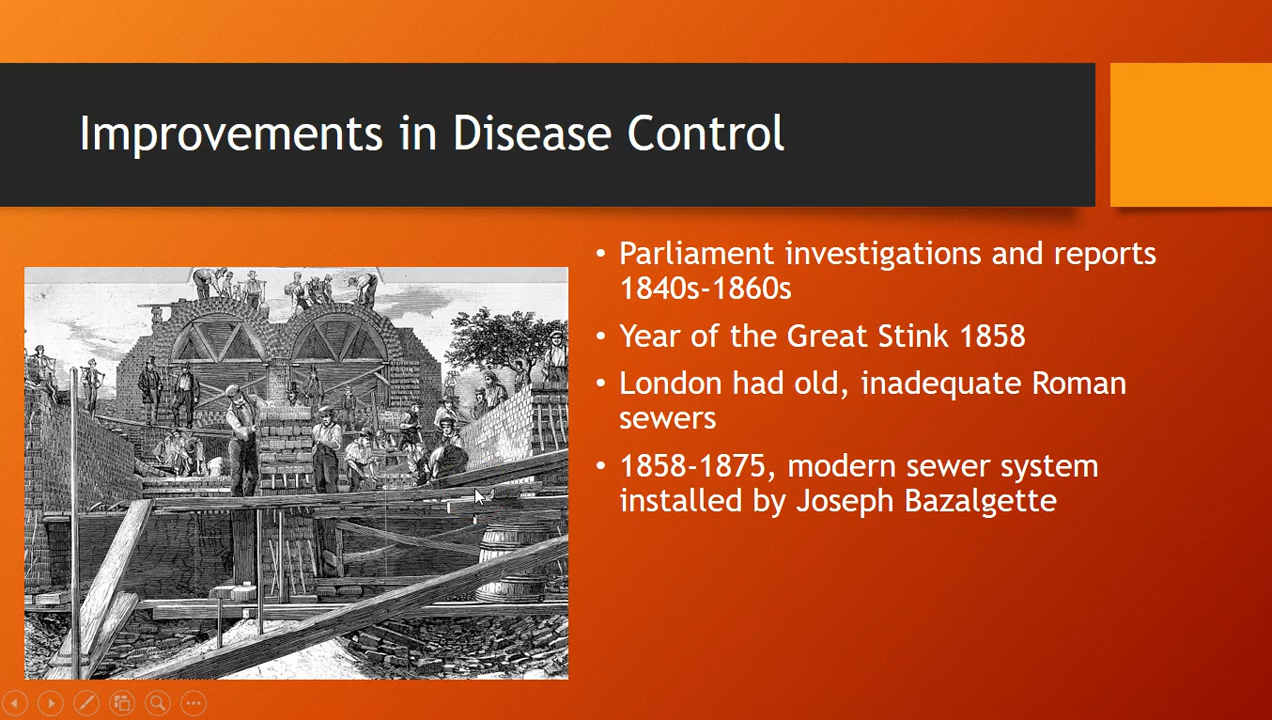 Improvements in Disease Control
• Parliament investigations and reports
1840s-1860s
• Year of the Great Stink 1858
• London had old, inadequate Roman
sewers
• 1858-1875, modern sewer system
installed by Joseph Bazalgette